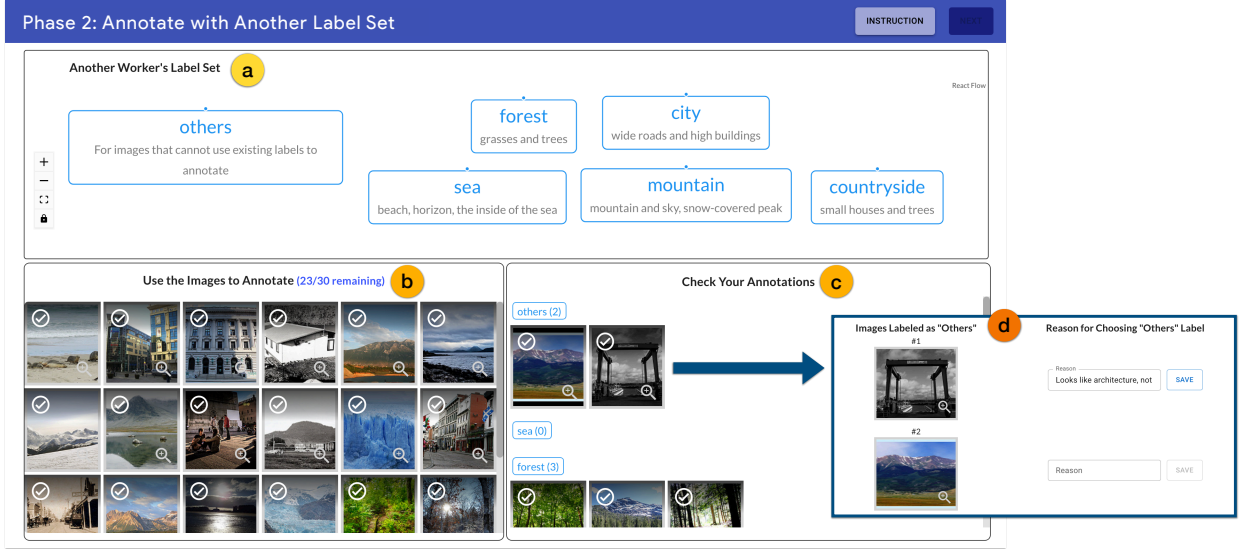 Phase 2: Annotate with Another Label Set
INSTRUCTION
NEXT
Another Worker's Label Set
a
React Flow
others
For images that cannot use existing labels to
annotate
forest
grasses and trees
city
wide roads and high buildings
sea
beach, horizon, the inside of the sea
mountain
mountain and sky, snow-covered peak
countryside
small houses and trees
Use the Images to Annotate (23/30 remaining)
b
Check Your Annotations
c
others (2)
sea (0)
forest (3)
Images Labeled as "Others"
d
Reason for Choosing "Others" Label
#1
Reason
Looks like architecture, not
SAVE
#2
Reason
SAVE